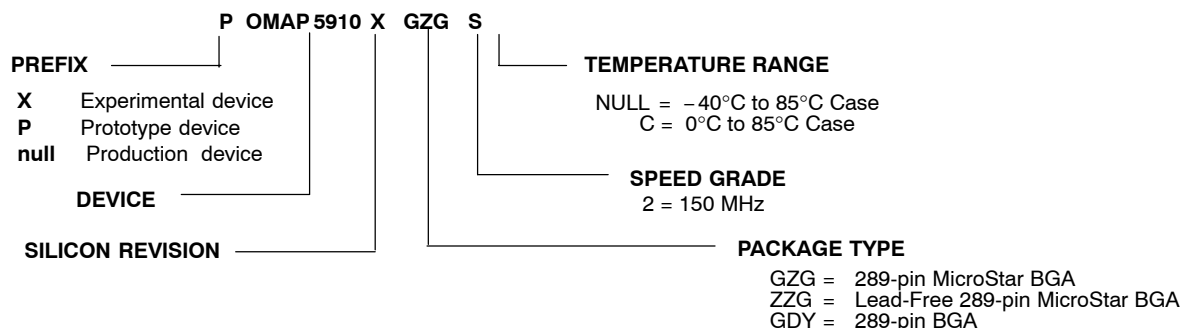 P OMAP 5910 X GZG S
PREFIX
X Experimental device
P Prototype device
null Production device
TEMPERATURE RANGE
NULL = −40°C to 85°C Case
C = 0°C to 85°C Case
DEVICE
SPEED GRADE
2 = 150 MHz
SILICON REVISION
PACKAGE TYPE
GZG = 289-pin MicroStar BGA
ZZG = Lead-Free 289-pin MicroStar BGA
GDY = 289-pin BGA